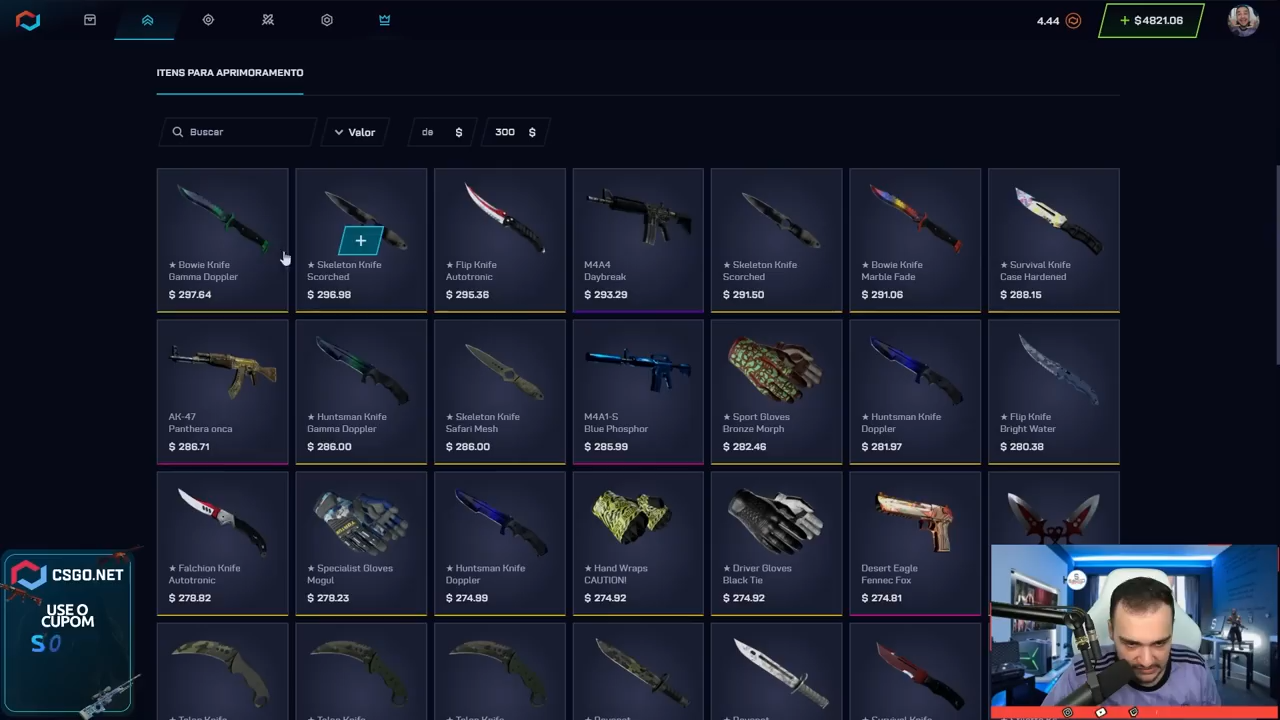 4.44
+ $4821.06
ITENS PARA APRIMORAMENTO
Buscar
Valor
de $
300 $
★ Bowie Knife
Gamma Doppler
$ 297.64
★ Skeleton Knife
Scorched
$ 296.98
★ Flip Knife
Autotronic
$ 295.36
M4A4
Daybreak
$ 293.29
★ Skeleton Knife
Scorched
$ 291.50
★ Bowie Knife
Marble Fade
$ 291.06
★ Survival Knife
Case Hardened
$ 288.15
AK-47
Panthera onca
$ 286.71
★ Huntsman Knife
Gamma Doppler
$ 286.00
★ Skeleton Knife
Safari Mesh
$ 286.00
M4A1-S
Blue Phosphor
$ 285.99
★ Sport Gloves
Bronze Morph
$ 282.46
★ Huntsman Knife
Doppler
$ 281.97
★ Flip Knife
Bright Water
$ 280.38
★ Falchion Knife
Autotronic
$ 278.82
★ Specialist Gloves
Mogul
$ 278.23
★ Huntsman Knife
Doppler
$ 274.99
★ Hand Wraps
CAUTION!
$ 274.92
★ Driver Gloves
Black Tie
$ 274.92
Desert Eagle
Fennec Fox
$ 274.81
CSGO.NET
USE O
CUPOM
SO